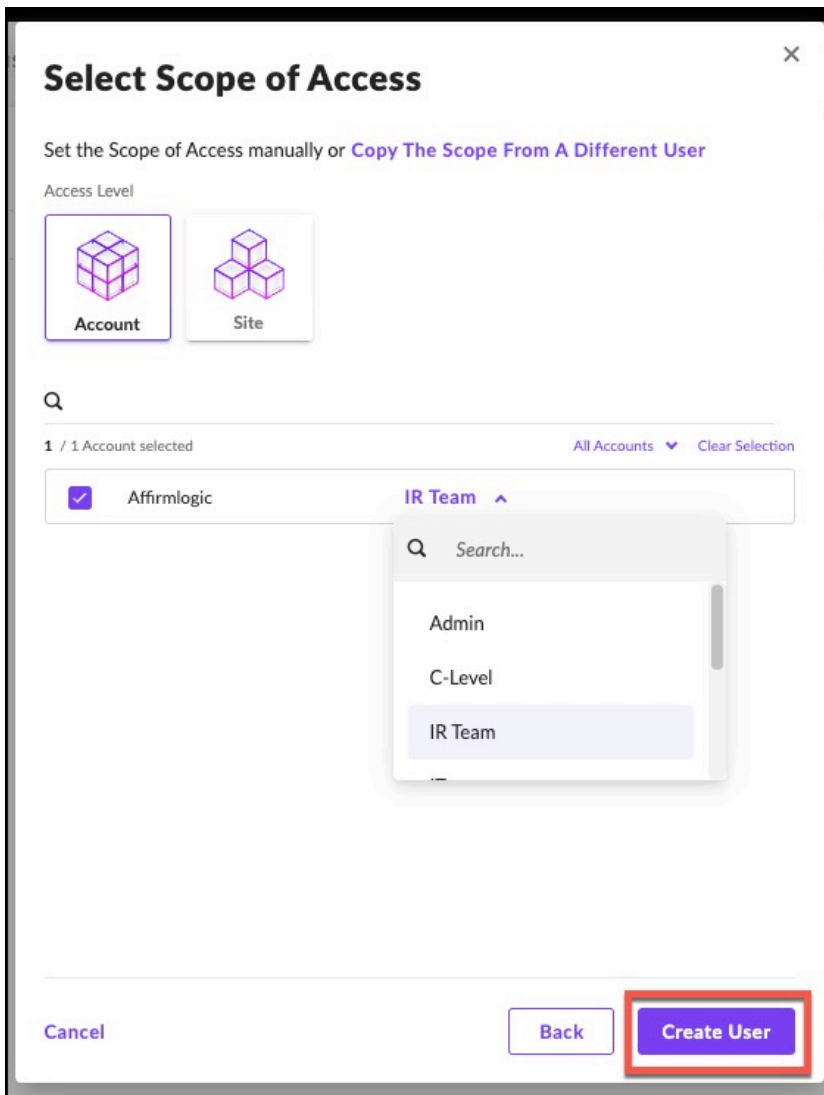 Select Scope of Access
Set the Scope of Access manually or Copy The Scope From A Different User
Access Level
Account
Site
1 / 1 Account selected
All Accounts
Clear Selection
Affirmlogic
IR Team
Search...
Admin
C-Level
IR Team
Cancel
Back
Create User